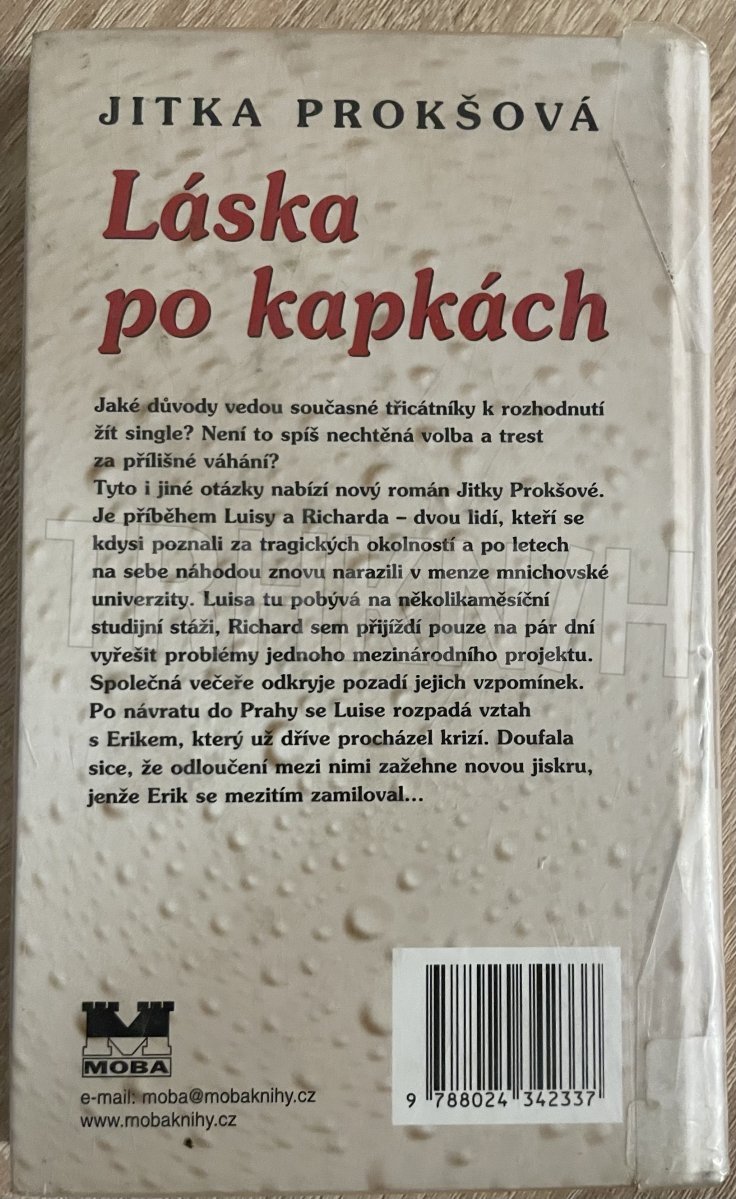 JITKA PROKŠOVÁ
Láska
po kapkách
Jaké důvody vedou současné třicátníky k rozhodnutí
žít single? Není to spíš nechtěná volba a trest
za přílišné váhání?
Tyto i jiné otázky nabízí nový román Jitky Prokšové.
Je příběhem Luisy a Richarda – dvou lidí, kteří se
kdysi poznali za tragických okolností a po letech
na sebe náhodou znovu narazili v menze mnichovské
univerzity. Luisa tu pobývá na několikaměsíční
studijní stáži, Richard sem přijíždí pouze na pár dní
vyřešit problémy jednoho mezinárodního projektu.
Společná večeře odkryje pozadí jejich vzpomínek.
Po návratu do Prahy se Luise rozpadá vztah
s Erikem, který už dříve procházel krizí. Doufala
sice, že odloučení mezi nimi zažehne novou jiskru,
jenže Erik se mezitím zamiloval...
MOBA
e-mail: moba@mobaknihy.cz
www.mobaknihy.cz
9 788024 342337